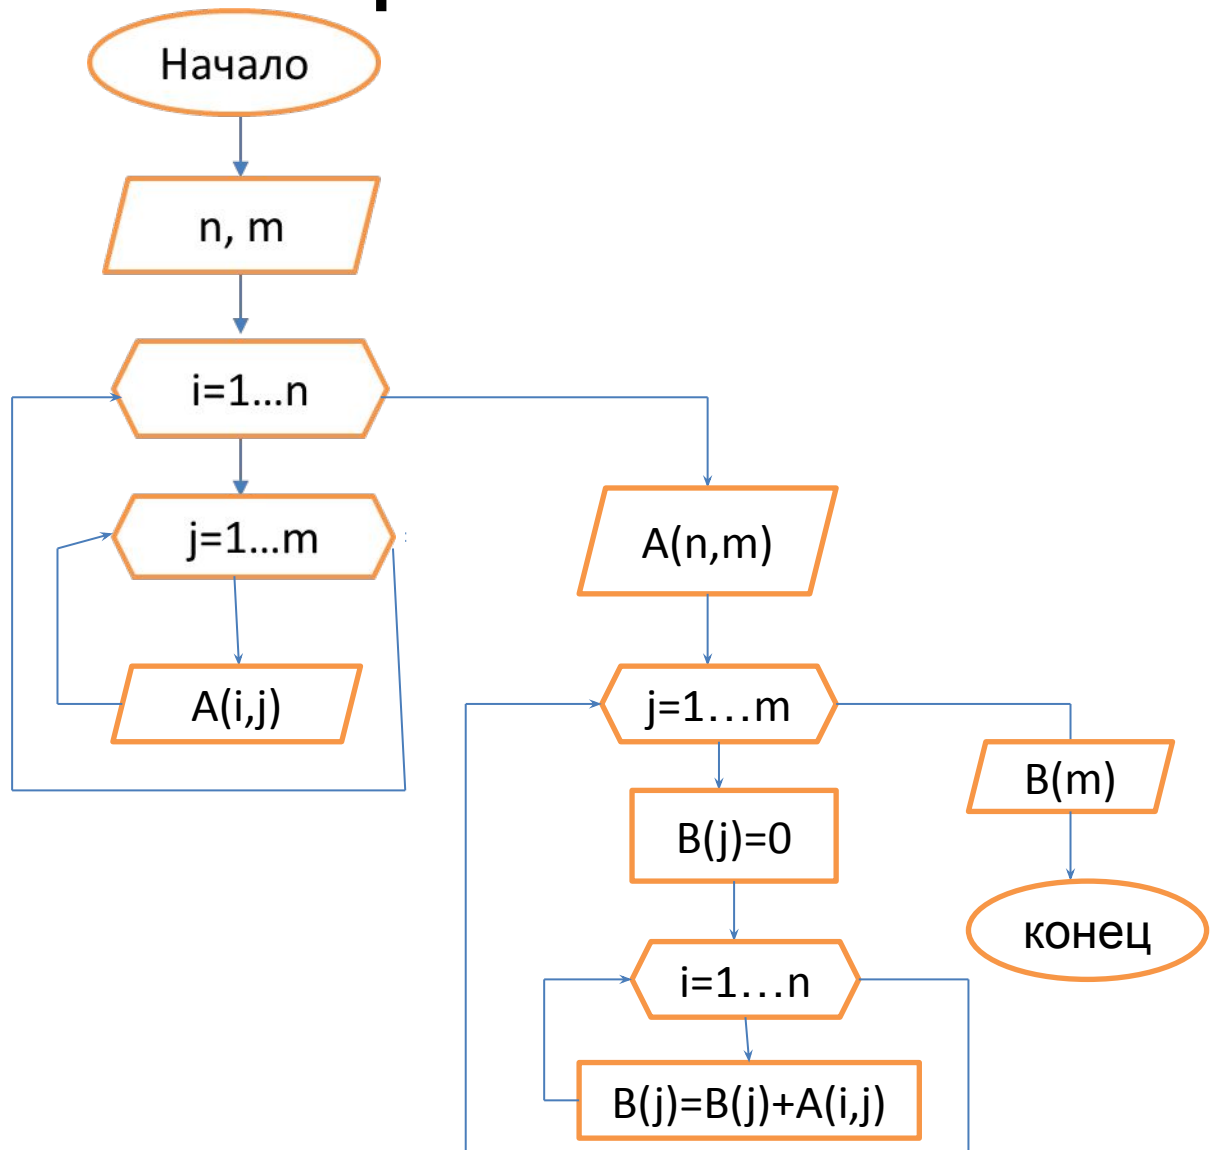 Начало
n, m
i=1...n
j=1...m
A(i,j)
A(n,m)
j=1...m
B(j)=0
i=1...n
B(j)=B(j)+A(i,j)
B(m)
конец